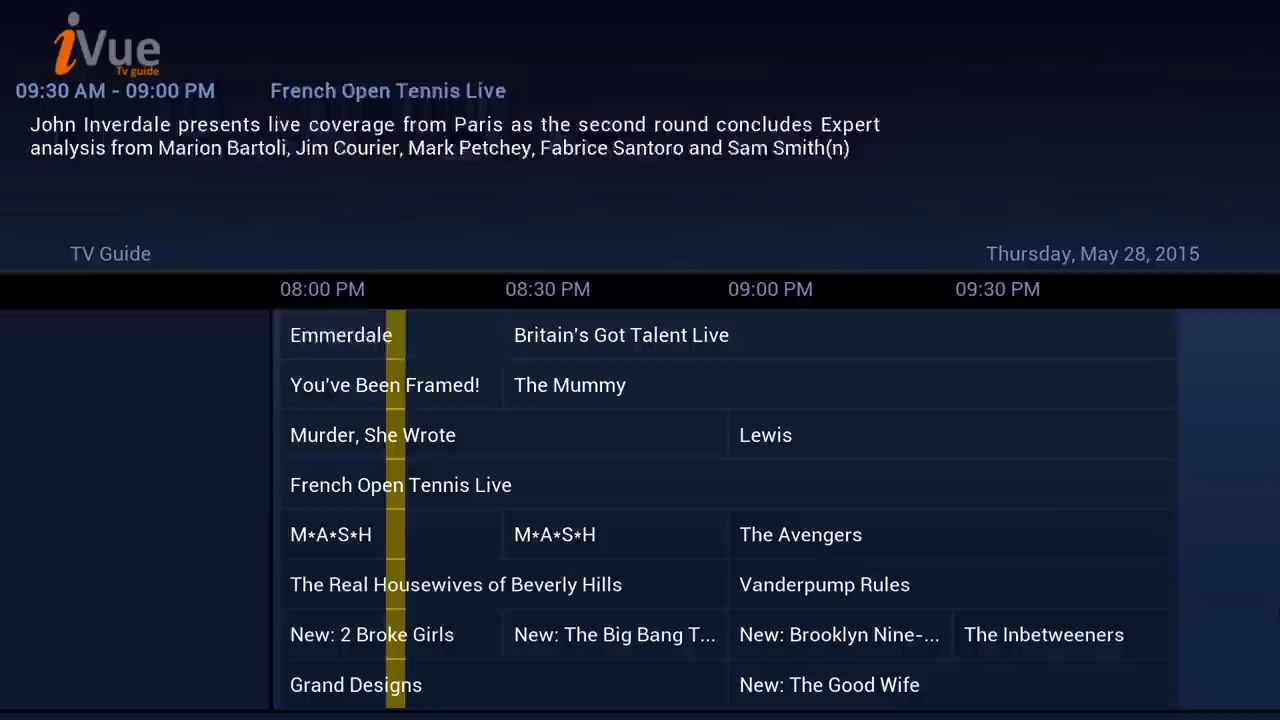 iVue
Tv guide
09:30 AM - 09:00 PM French Open Tennis Live
John Inverdale presents live coverage from Paris as the second round concludes Expert
analysis from Marion Bartoli, Jim Courier, Mark Petchey, Fabrice Santoro and Sam Smith(n)
TV Guide Thursday, May 28, 2015
08:00 PM 08:30 PM 09:00 PM 09:30 PM
Emmerdale Britain's Got Talent Live
You've Been Framed! The Mummy
Murder, She Wrote Lewis
French Open Tennis Live
M*A*S*H M*A*S*H The Avengers
The Real Housewives of Beverly Hills Vanderpump Rules
New: 2 Broke Girls New: The Big Bang T... New: Brooklyn Nine-... The Inbetweeners
Grand Designs New: The Good Wife